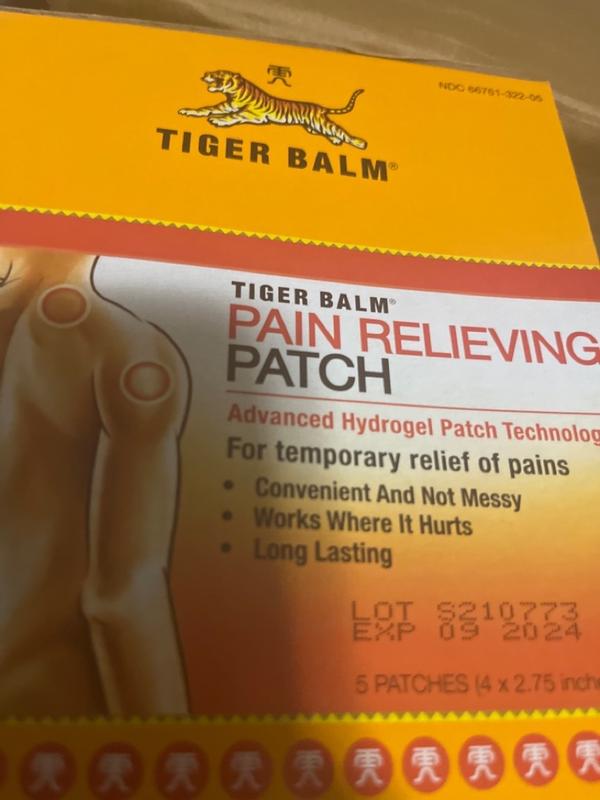 NDC 66761-322-05
TIGER BALM®
TIGER BALM®
PAIN RELIEVING
PATCH
Advanced Hydrogel Patch Technolog
For temporary relief of pains
• Convenient And Not Messy
• Works Where It Hurts
• Long Lasting
LOT S210773
EXP 09 2024
5 PATCHES (4 x 2.75 inche